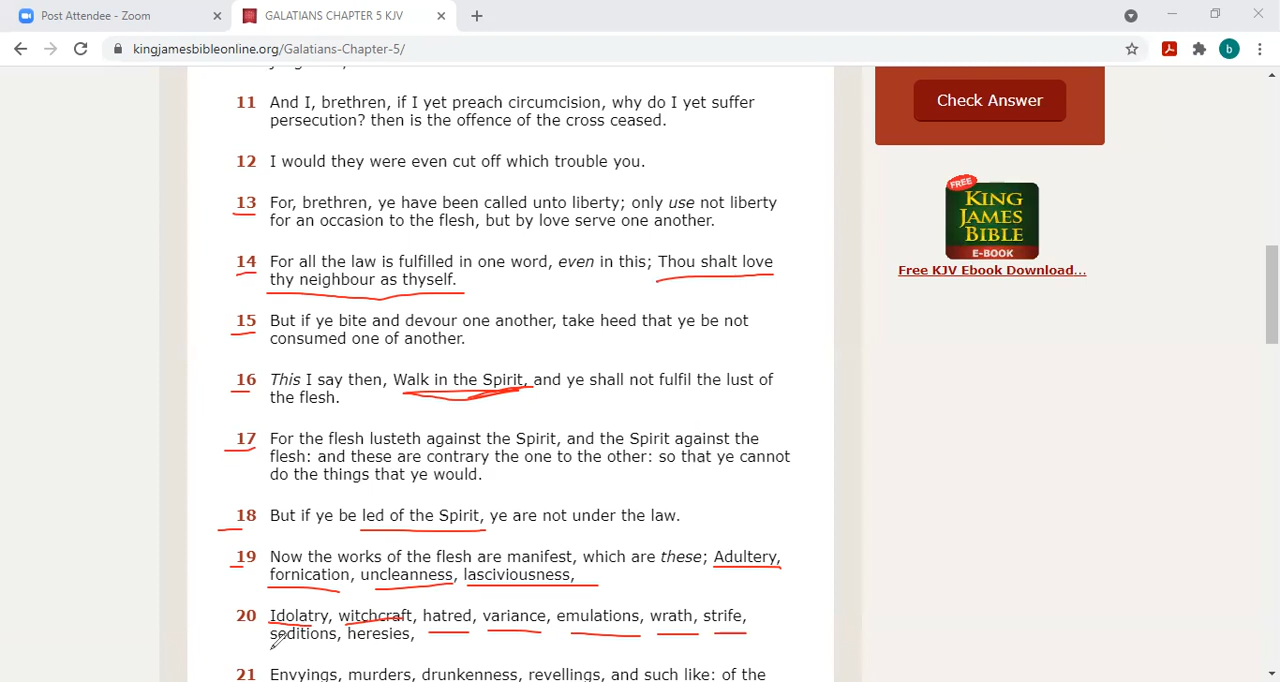 Post Attendee - Zoom
GALATIANS CHAPTER 5 KJV
kingjamesbibleonline.org/Galatians-Chapter-5/
b
11 And I, brethren, if I yet preach circumcision, why do I yet suffer
persecution? then is the offence of the cross ceased.
12 I would they were even cut off which trouble you.
13 For, brethren, ye have been called unto liberty; only use not liberty
for an occasion to the flesh, but by love serve one another.
14 For all the law is fulfilled in one word, even in this; Thou shalt love
thy neighbour as thyself.
15 But if ye bite and devour one another, take heed that ye be not
consumed one of another.
16 This I say then, Walk in the Spirit, and ye shall not fulfil the lust of
the flesh.
17 For the flesh lusteth against the Spirit, and the Spirit against the
flesh: and these are contrary the one to the other: so that ye cannot
do the things that ye would.
18 But if ye be led of the Spirit, ye are not under the law.
19 Now the works of the flesh are manifest, which are these; Adultery,
fornication, uncleanness, lasciviousness,
20 Idolatry, witchcraft, hatred, variance, emulations, wrath, strife,
seditions, heresies,
21 Envyings, murders, drunkenness, revellings, and such like: of the
Check Answer
FREE
KING
JAMES
BIBLE
E-BOOK
Free KJV Ebook Download...